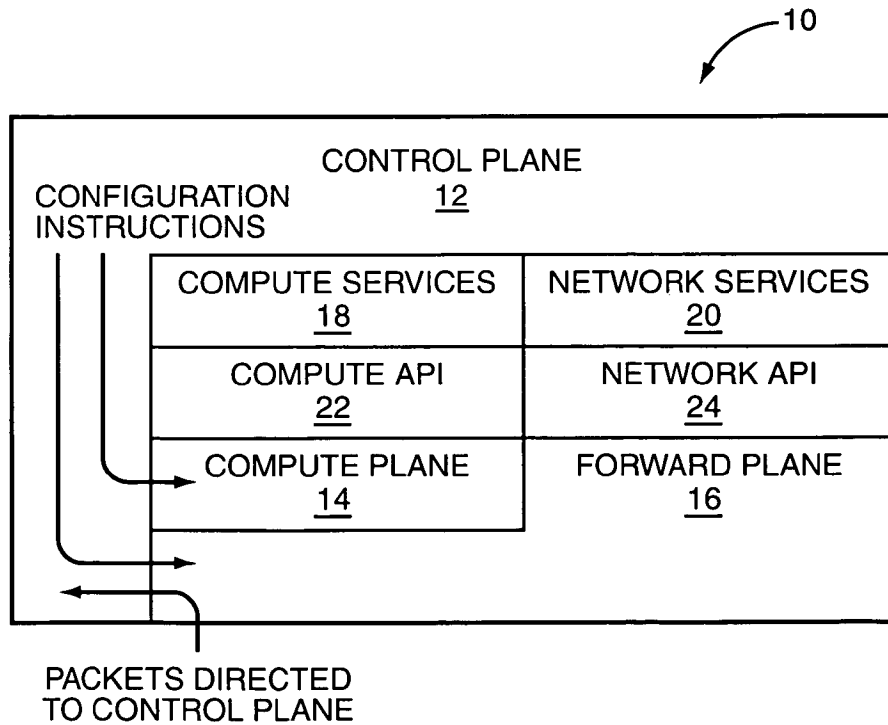 10
CONTROL PLANE
12
CONFIGURATION
INSTRUCTIONS
COMPUTE SERVICES
18
NETWORK SERVICES
20
COMPUTE API
22
NETWORK API
24
COMPUTE PLANE
14
FORWARD PLANE
16
PACKETS DIRECTED
TO CONTROL PLANE